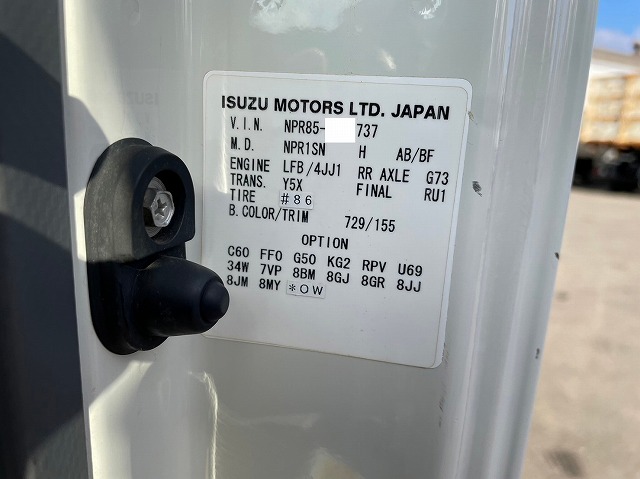 ISUZU MOTORS LTD. JAPAN
V.I.N. NPR85- 737
M.D. NPR1SN H AB/BF
ENGINE LFB/4JJ1 RR AXLE G73
TRANS. Y5X FINAL RU1
TIRE #86
B.COLOR/TRIM 729/155
OPTION
C60 FFO G50 KG2 RPV U69
34W 7VP 8BM 8GJ 8GR 8JJ
8JM 8MY *OW